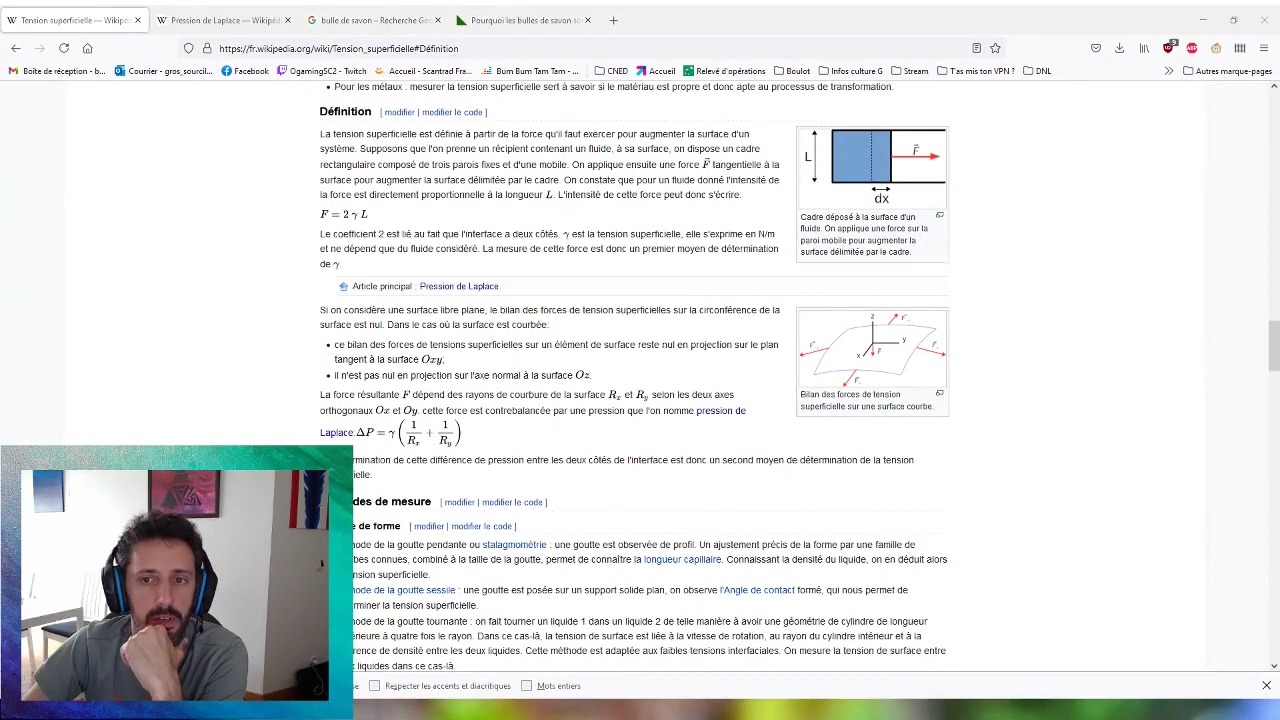 Tension superficielle — Wikipéd
Pression de Laplace — Wikipédi
bulle de savon – Recherche Goo
Pourquoi les bulles de savon so
https://fr.wikipedia.org/wiki/Tension_superficielle#Définition
Boîte de réception - b...
Courrier - gros_sourcil...
Facebook
OgamingSC2 - Twitch
Accueil - Scantrad Fra...
Bum Bum Tam Tam - ...
CNED
Accueil
Relevé d'opérations
Boulot
Infos culture G
Stream
T'as mis ton VPN ?
DNL
Autres marque-pages
Pour les métaux : mesurer la tension superficielle sert à savoir si le matériau est propre et donc apte au processus de transformation.
Définition [ modifier | modifier le code ]
La tension superficielle est définie à partir de la force qu'il faut exercer pour augmenter la surface d'un
système. Supposons que l'on prenne un récipient contenant un fluide, à sa surface, on dispose un cadre
rectangulaire composé de trois parois fixes et d'une mobile. On applique ensuite une force F⃗ tangentielle à la
surface pour augmenter la surface délimitée par le cadre. On constate que pour un fluide donné l'intensité de
la force est directement proportionnelle à la longueur L. L'intensité de cette force peut donc s'écrire:
F = 2 γ L
Le coefficient 2 est lié au fait que l'interface a deux côtés. γ est la tension superficielle, elle s'exprime en N/m
et ne dépend que du fluide considéré. La mesure de cette force est donc un premier moyen de détermination
de γ.
L
F⃗
dx
Cadre déposé à la surface d'un
fluide. On applique une force sur la
paroi mobile pour augmenter la
surface délimitée par le cadre.
Article principal : Pression de Laplace.
Si on considère une surface libre plane, le bilan des forces de tension superficielles sur la circonférence de la
surface est nul. Dans le cas où la surface est courbée:
ce bilan des forces de tensions superficielles sur un élément de surface reste nul en projection sur le plan
tangent à la surface Oxy;
il n'est pas nul en projection sur l'axe normal à la surface Oz.
La force résultante F dépend des rayons de courbure de la surface Rx et Ry selon les deux axes
orthogonaux Ox et Oy. cette force est contrebalancée par une pression que l'on nomme pression de
Laplace: ΔP = γ (1/Rx + 1/Ry)
z
y
x
Bilan des forces de tension
superficielle sur une surface courbe.
mination de cette différence de pression entre les deux côtés de l'interface est donc un second moyen de détermination de la tension
ielle.
des de mesure [ modifier | modifier le code ]
e de forme [ modifier | modifier le code ]
ode de la goutte pendante ou stalagmométrie : une goutte est observée de profil. Un ajustement précis de la forme par une famille de
bes connues, combiné à la taille de la goutte, permet de connaître la longueur capillaire. Connaissant la densité du liquide, on en déduit alors
ension superficielle.
ode de la goutte sessile : une goutte est posée sur un support solide plan, on observe l'Angle de contact formé, qui nous permet de
erminer la tension superficielle.
ode de la goutte tournante : on fait tourner un liquide 1 dans un liquide 2 de telle manière à avoir une géométrie de cylindre de longueur
érieure à quatre fois le rayon. Dans ce cas-là, la tension de surface est liée à la vitesse de rotation, au rayon du cylindre intérieur et à la
érence de densité entre les deux liquides. Cette méthode est adaptée aux faibles tensions interfaciales. On mesure la tension de surface entre
x liquides dans ce cas-là.
se
Respecter les accents et diacritiques
Mots entiers